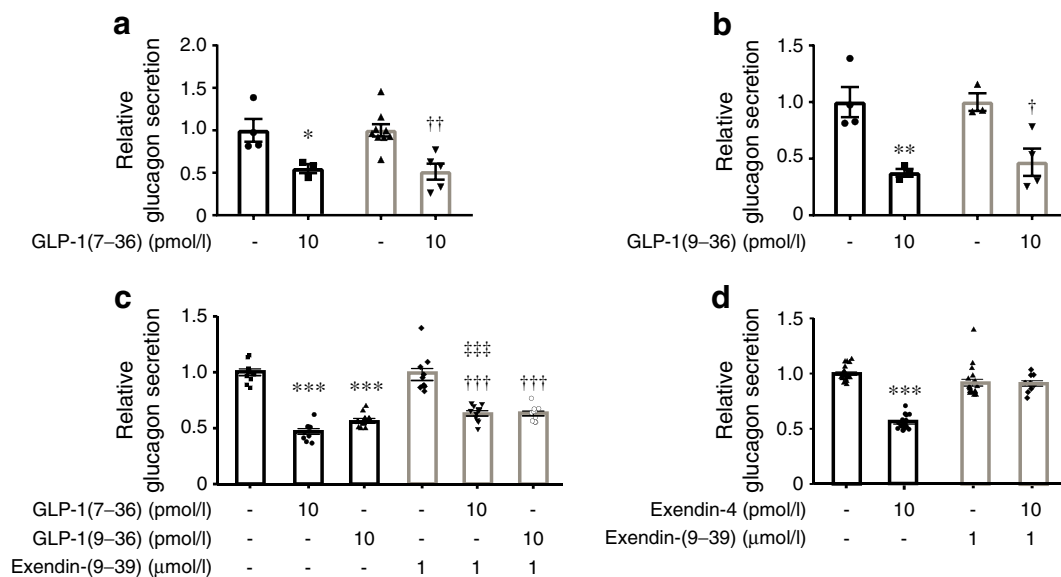 a
Relative
glucagon secretion
2.0
1.5
1.0
0.5
0
*
††
GLP-1(7–36) (pmol/l) - 10 - 10
b
Relative
glucagon secretion
1.5
1.0
0.5
0
**
†
GLP-1(9–36) (pmol/l) - 10 - 10
c
Relative
glucagon secretion
1.5
1.0
0.5
0
‡‡‡
*** *** ††† †††
GLP-1(7–36) (pmol/l) - 10 - - 10 -
GLP-1(9–36) (pmol/l) - - 10 - - 10
Exendin-(9–39) (μmol/l) - - - 1 1 1
d
Relative
glucagon secretion
1.5
1.0
0.5
0
***
Exendin-4 (pmol/l) - 10 - 10
Exendin-(9–39) (μmol/l) - - 1 1